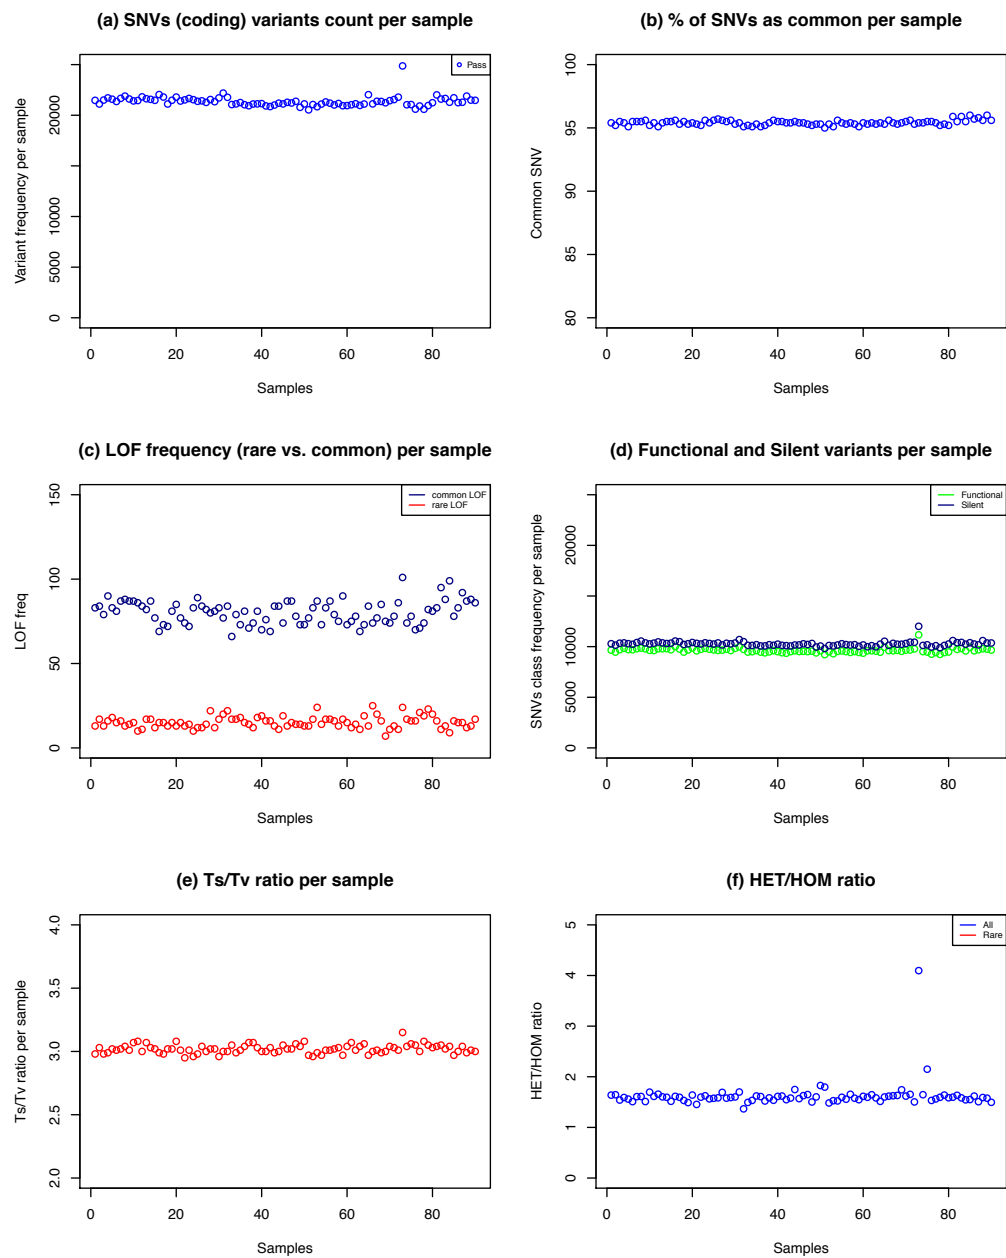 (a) SNVs (coding) variants count per sample
Variant frequency per sample
0 5000 10000 20000
Pass
0 20 40 60 80
Samples
(b) % of SNVs as common per sample
Common SNV
80 85 90 95 100
0 20 40 60 80
Samples
(c) LOF frequency (rare vs. common) per sample
LOF freq
0 50 100 150
common LOF
rare LOF
0 20 40 60 80
Samples
(d) Functional and Silent variants per sample
SNVs class frequency per sample
0 5000 10000 20000
Functional
Silent
0 20 40 60 80
Samples
(e) Ts/Tv ratio per sample
Ts/Tv ratio per sample
2.0 2.5 3.0 3.5 4.0
0 20 40 60 80
Samples
(f) HET/HOM ratio
HET/HOM ratio
0 1 2 3 4 5
All
Rare
0 20 40 60 80
Samples